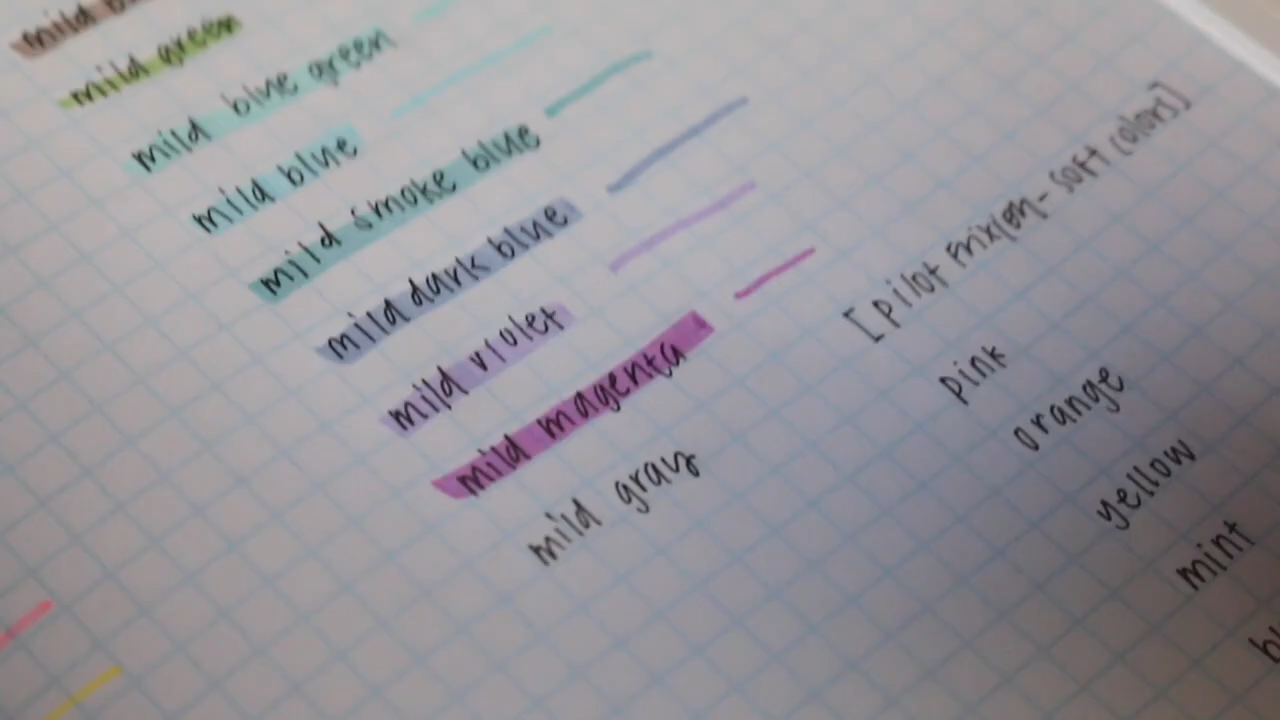 mild
mild green
mild blue green
mild blue
mild smoke blue
mild dark blue
mild violet
mild magenta
mild gray
[pilot Frixion - soft colors]
pink
orange
yellow
mint